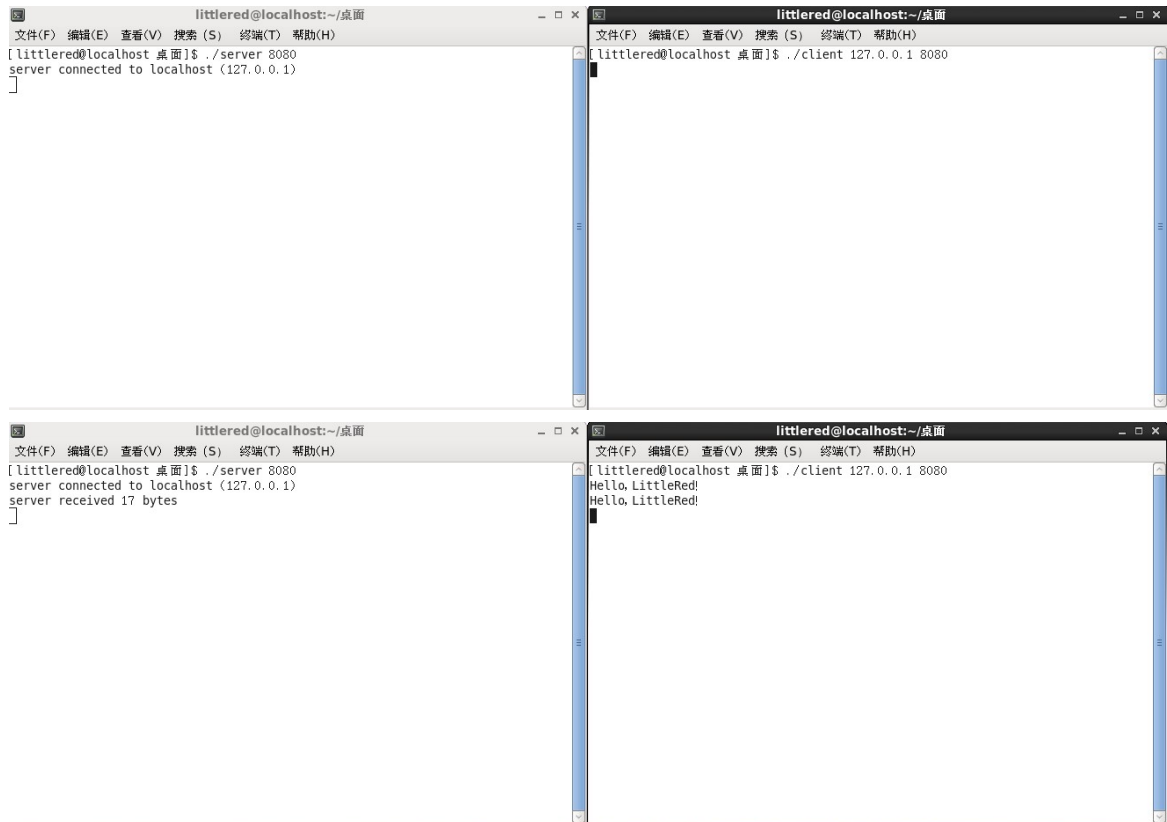 littlered@localhost:~/桌面
文件(F) 编辑(E) 查看(V) 搜索 (S) 终端(T) 帮助(H)
[littlered@localhost 桌面]$ ./server 8080
server connected to localhost (127.0.0.1)
littlered@localhost:~/桌面
文件(F) 编辑(E) 查看(V) 搜索 (S) 终端(T) 帮助(H)
[littlered@localhost 桌面]$ ./client 127.0.0.1 8080
littlered@localhost:~/桌面
文件(F) 编辑(E) 查看(V) 搜索 (S) 终端(T) 帮助(H)
[littlered@localhost 桌面]$ ./server 8080
server connected to localhost (127.0.0.1)
server received 17 bytes
littlered@localhost:~/桌面
文件(F) 编辑(E) 查看(V) 搜索 (S) 终端(T) 帮助(H)
[littlered@localhost 桌面]$ ./client 127.0.0.1 8080
Hello, LittleRed!
Hello, LittleRed!